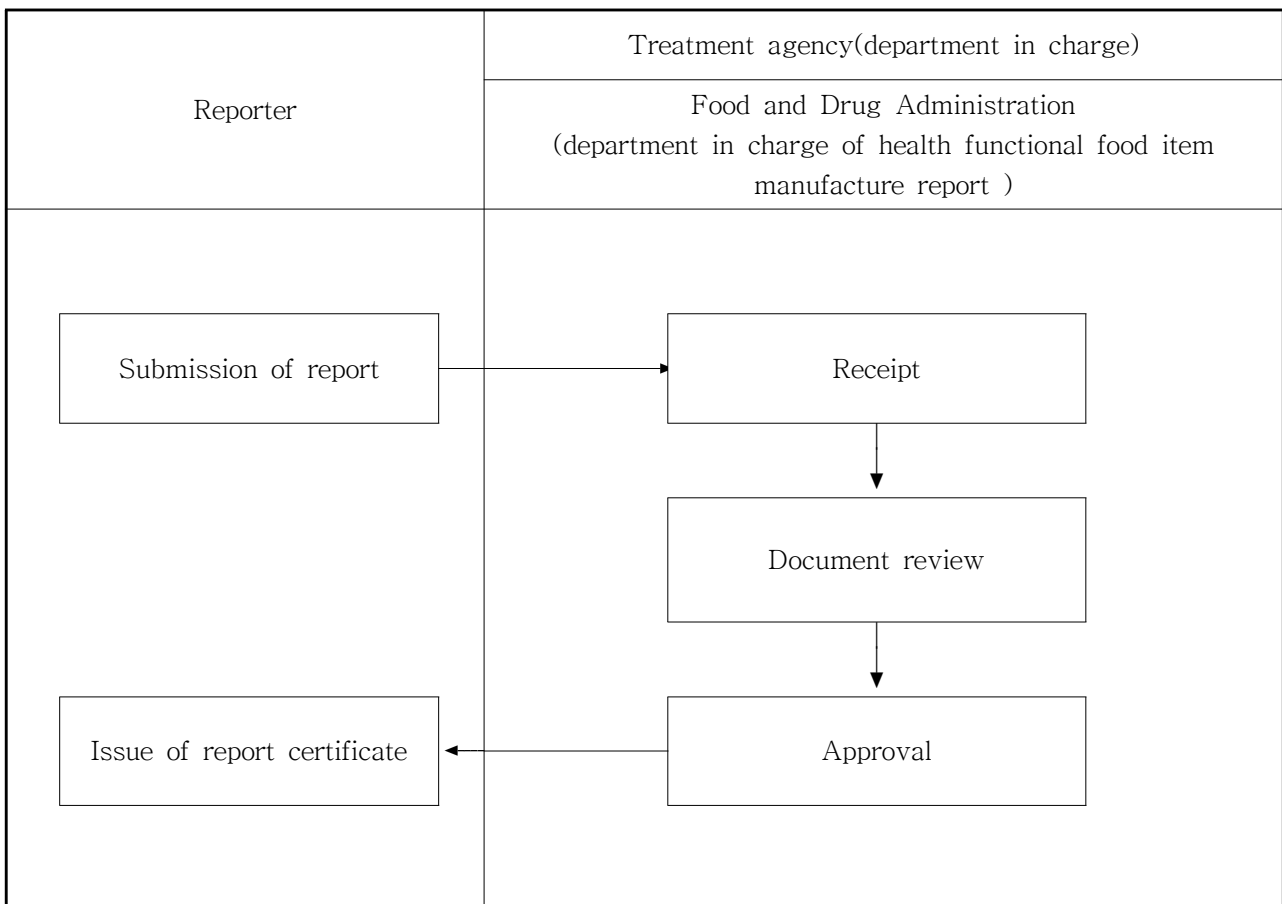 Reporter
Treatment agency(department in charge)
Food and Drug Administration
(department in charge of health functional food item
manufacture report )
Submission of report
Receipt
Document review
Issue of report certificate
Approval